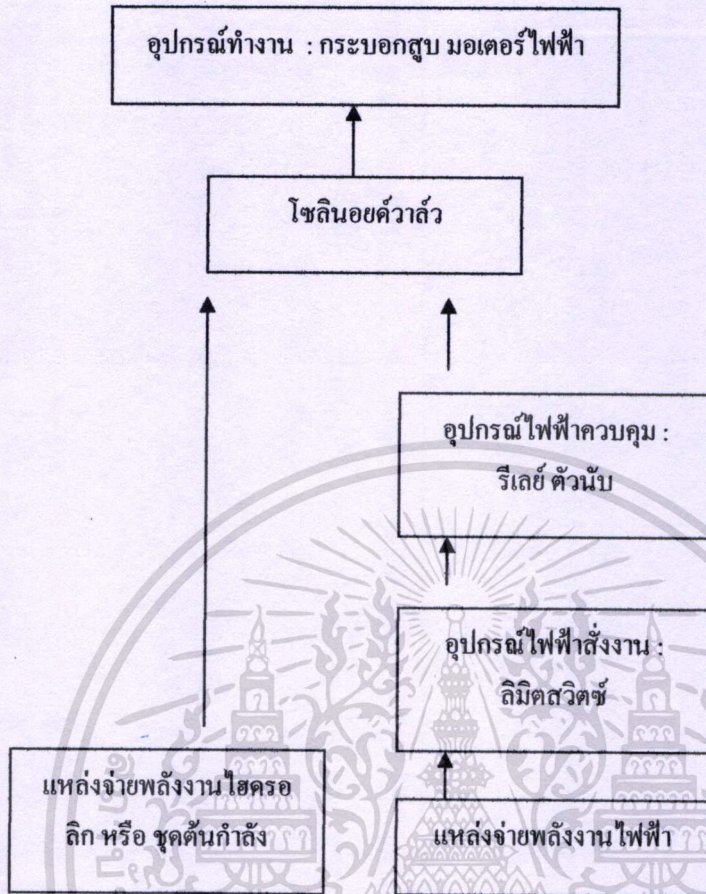 อุปกรณ์ทำงาน : กระบอกสูบ มอเตอร์ไฟฟ้า
โซลินอยด์วาล์ว
อุปกรณ์ไฟฟ้าควบคุม :
รีเลย์ ตัวนับ
อุปกรณ์ไฟฟ้าสั่งงาน :
ลิมิตสวิตซ์
แหล่งจ่ายพลังงานไฮดรอ
ลิก หรือ ชุดต้นกำลัง
แหล่งจ่ายพลังงานไฟฟ้า